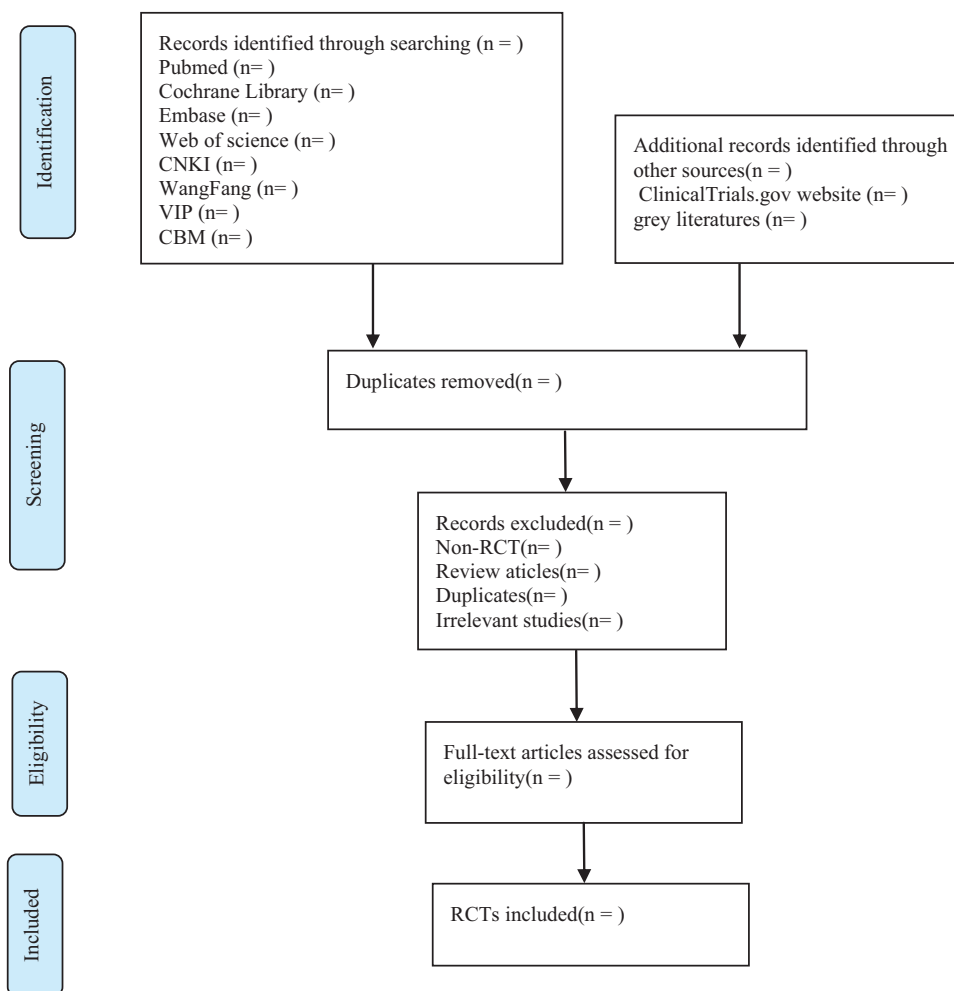 Identification
Records identified through searching (n = )
Pubmed (n= )
Cochrane Library (n= )
Embase (n= )
Web of science (n= )
CNKI (n= )
WangFang (n= )
VIP (n= )
CBM (n= )
Additional records identified through
other sources(n = )
ClinicalTrials.gov website (n= )
grey literatures (n= )
Screening
Duplicates removed(n = )
Records excluded(n = )
Non-RCT(n= )
Review aticles(n= )
Duplicates(n= )
Irrelevant studies(n= )
Eligibility
Full-text articles assessed for
eligibility(n = )
Included
RCTs included(n = )